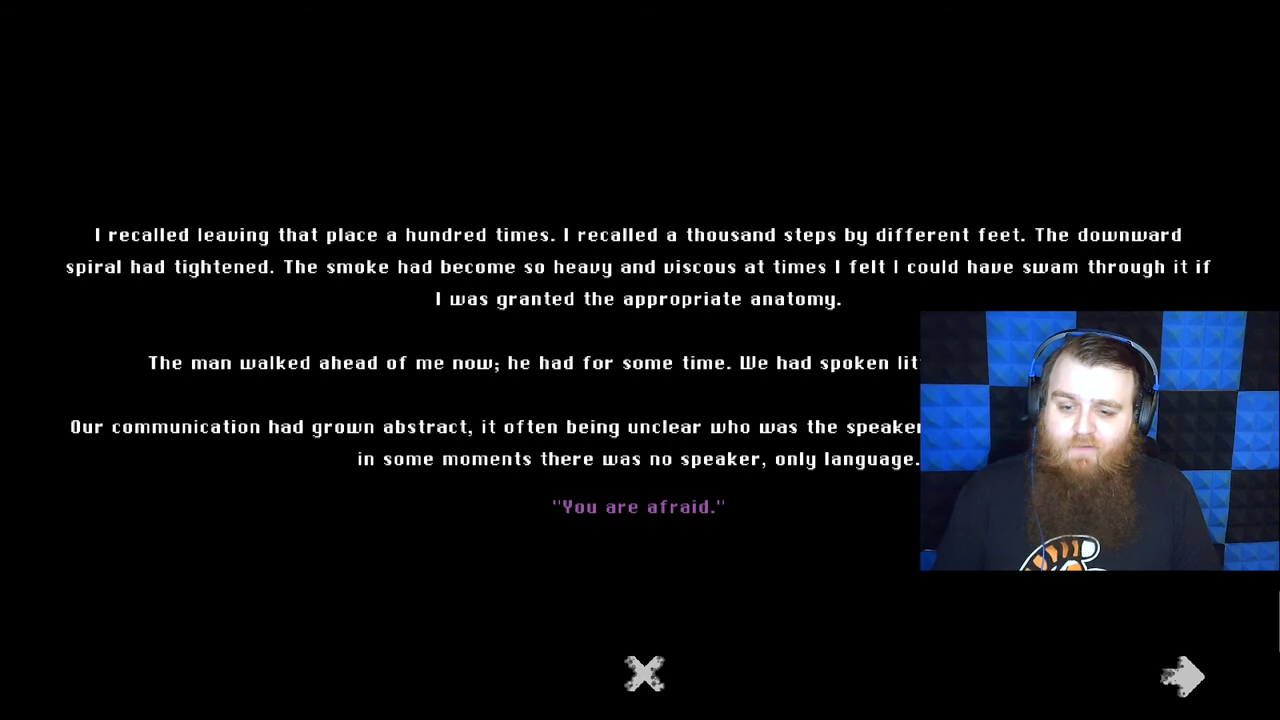 I recalled leaving that place a hundred times. I recalled a thousand steps by different feet. The downward
spiral had tightened. The smoke had become so heavy and viscous at times I felt I could have swam through it if
I was granted the appropriate anatomy.
The man walked ahead of me now; he had for some time. We had spoken
Our communication had grown abstract, it often being unclear who was the speaker
in some moments there was no speaker, only language.
"You are afraid."